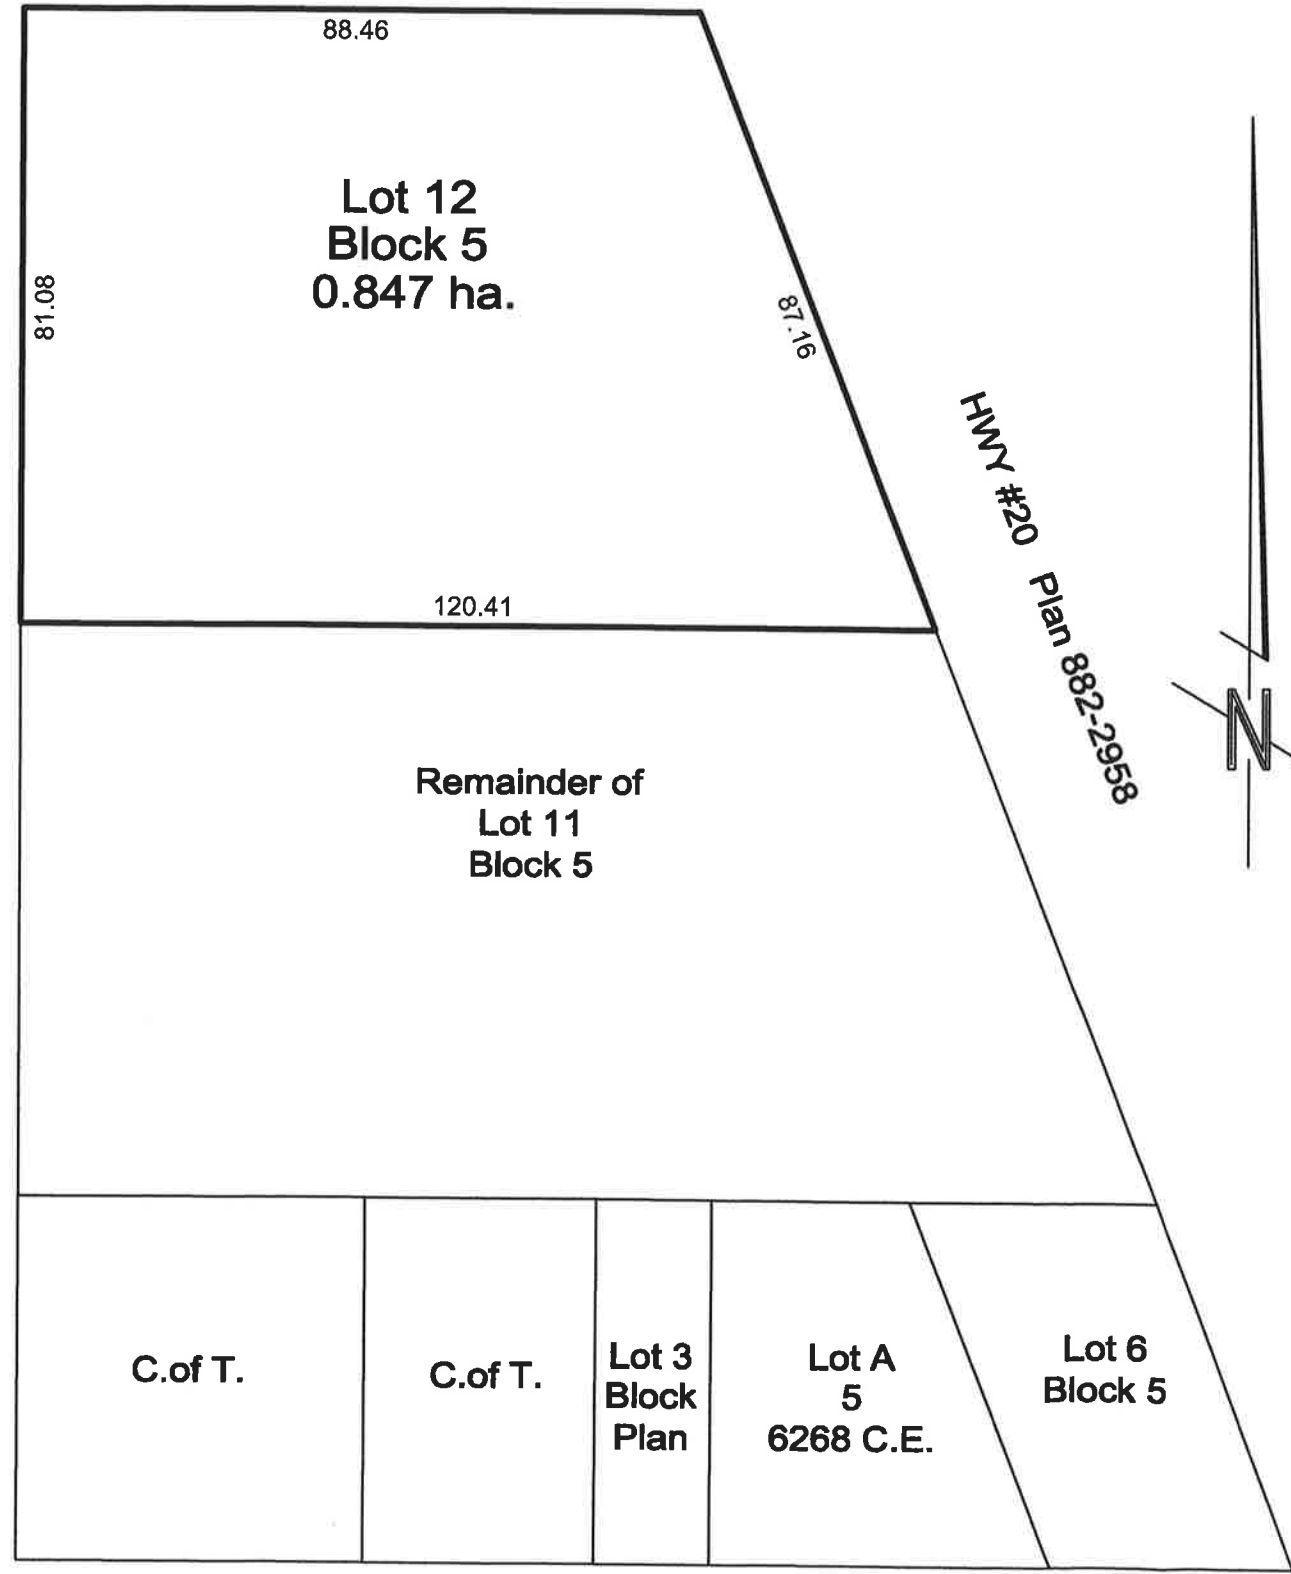 88.46
Lot 12
Block 5
0.847 ha.
81.08
87.16
120.41
HWY #20 Plan 882-2958
N
Remainder of
Lot 11
Block 5
C.of T.
C.of T.
Lot 3
Block
Plan
Lot A
5
6268 C.E.
Lot 6
Block 5